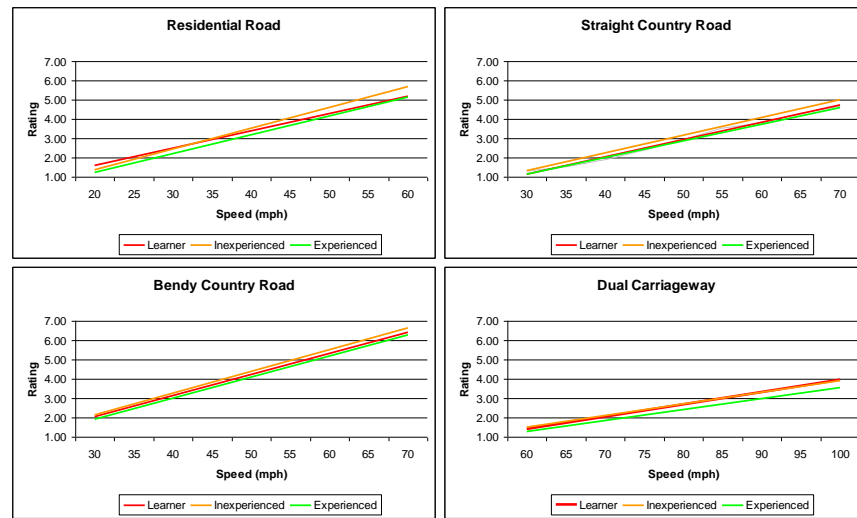 Residential Road
7.00
6.00
5.00
4.00
3.00
2.00
1.00
Rating
20 25 30 35 40 45 50 55 60
Speed (mph)
Learner Inexperienced Experienced
Straight Country Road
7.00
6.00
5.00
4.00
3.00
2.00
1.00
Rating
30 35 40 45 50 55 60 65 70
Speed (mph)
Learner Inexperienced Experienced
Bendy Country Road
7.00
6.00
5.00
4.00
3.00
2.00
1.00
Rating
30 35 40 45 50 55 60 65 70
Speed (mph)
Learner Inexperienced Experienced
Dual Carriageway
7.00
6.00
5.00
4.00
3.00
2.00
1.00
Rating
60 65 70 75 80 85 90 95 100
Speed (mph)
Learner Inexperienced Experienced